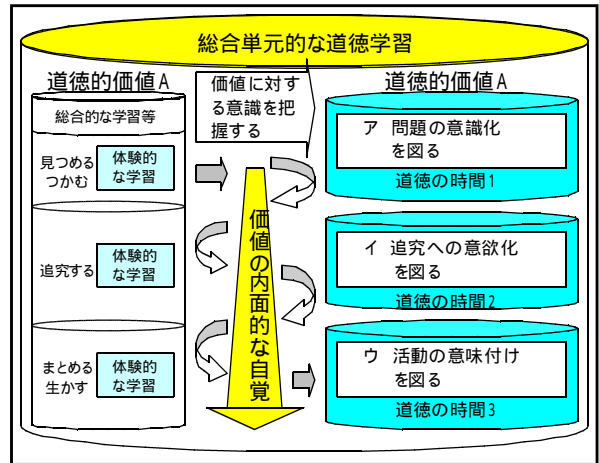 総合単元的な道徳学習
道徳的価値A
総合的な学習等
見つめる
つかむ
体験的
な学習
追究する
体験的
な学習
まとめる
生かす
体験的
な学習
価値に対す
る意識を把
握する
価値の内面的な自覚
道徳的価値A
ア 問題の意識化
を図る
道徳の時間1
イ 追究への意欲化
を図る
道徳の時間2
ウ 活動の意味付け
を図る
道徳の時間3